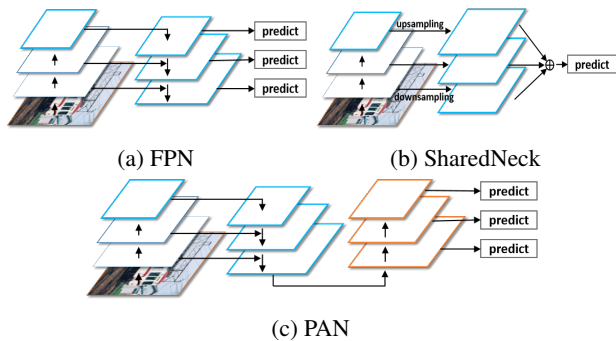 predict
predict
predict
(a) FPN
upsampling
downsampling
predict
(b) SharedNeck
predict
predict
predict
(c) PAN